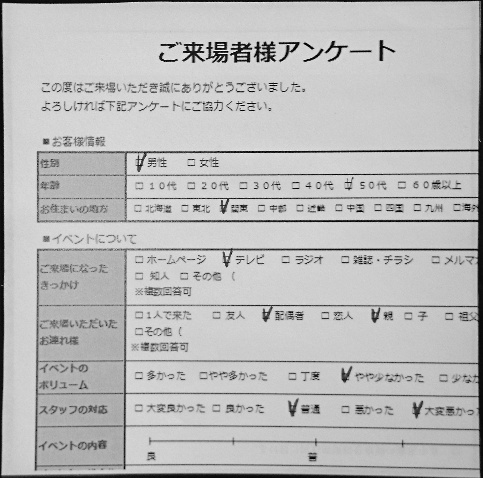 ご来場者様アンケート
この度はご来場いただき誠にありがとうございました。
よろしければ下記アンケートにご協力ください。
■お客様情報
性別 □男性 □女性
年齢 □10代 □20代 □30代 □40代 □50代 □60歳以上
お住まいの地方 □北海道 □東北 □関東 □中部 □近畿 □中国 □四国 □九州 □海外
■イベントについて
ご来場になった
きっかけ
□ホームページ □テレビ □ラジオ □雑誌・チラシ □メルマ
□知人 □その他（
※複数回答可
ご来場いただいた
お連れ様
□1人で来た □友人 □配偶者 □恋人 □親 □子 □祖父
□その他（
※複数回答可
イベントの
ボリューム
□多かった □やや多かった □丁度 □やや少なかった □少な
スタッフの対応 □大変良かった □良かった □普通 □悪かった □大変悪かっ
イベントの内容
良 普